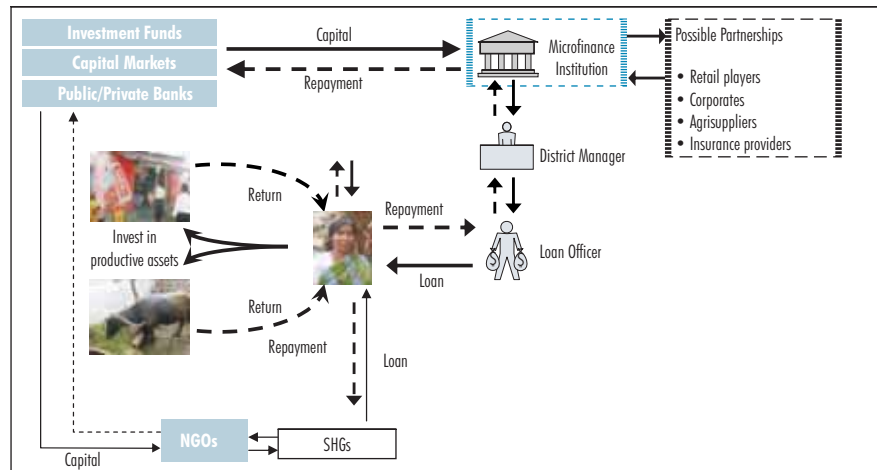 Investment Funds
Capital Markets
Public/Private Banks
Capital
Repayment
Microfinance
Institution
Possible Partnerships
• Retail players
• Corporates
• Agrisuppliers
• Insurance providers
District Manager
Return
Invest in
productive assets
Return
Repayment
Loan
Loan Officer
Repayment
Loan
NGOs
SHGs
Capital